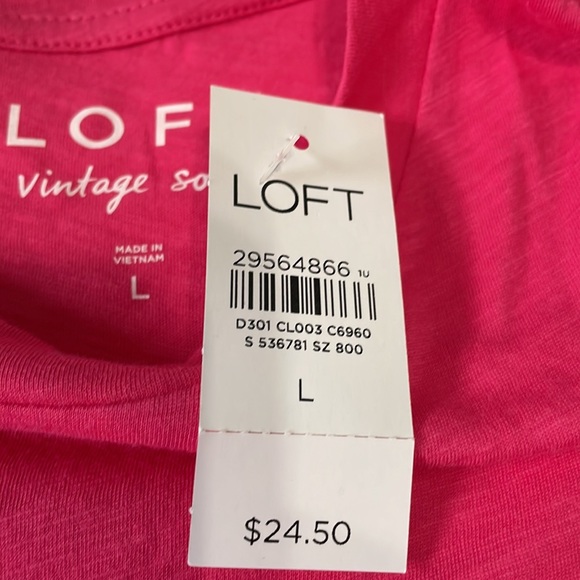 LOF
vintage so
MADE IN
VIETNAM
L
LOFT
29564866 1U
D301 CL003 C6960
S 536781 SZ 800
L
$24.50